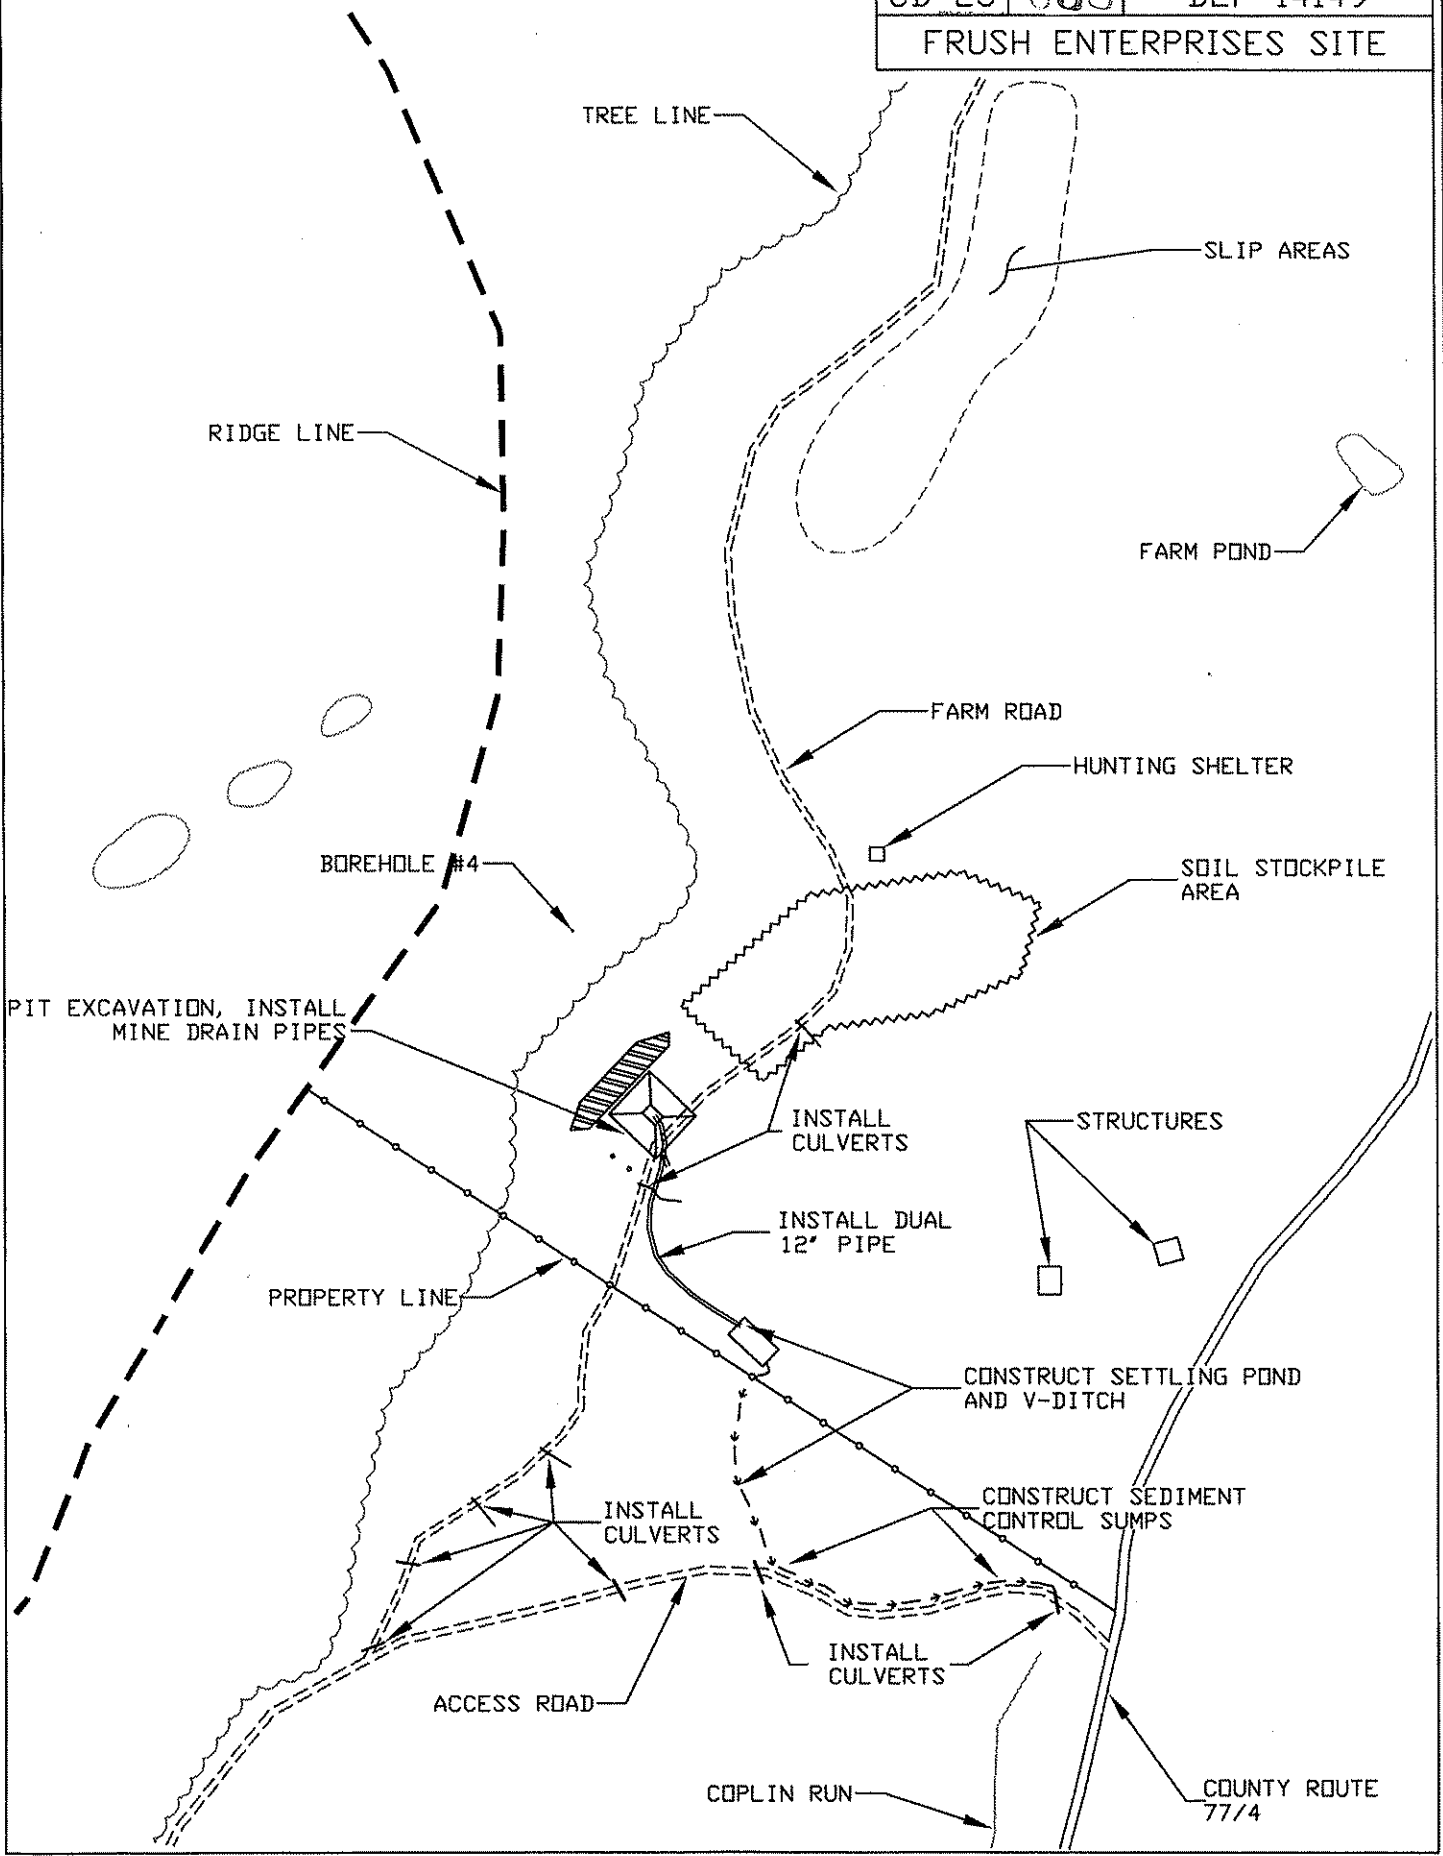 FRUSH ENTERPRISES SITE
TREE LINE
SLIP AREAS
RIDGE LINE
FARM POND
FARM ROAD
HUNTING SHELTER
BOREHOLE #4
SOIL STOCKPILE
AREA
PIT EXCAVATION, INSTALL
MINE DRAIN PIPES
INSTALL
CULVERTS
STRUCTURES
INSTALL DUAL
12" PIPE
PROPERTY LINE
CONSTRUCT SETTLING POND
AND V-DITCH
CONSTRUCT SEDIMENT
CONTROL SUMPS
INSTALL
CULVERTS
INSTALL
CULVERTS
ACCESS ROAD
COPLIN RUN
COUNTY ROUTE
77/4